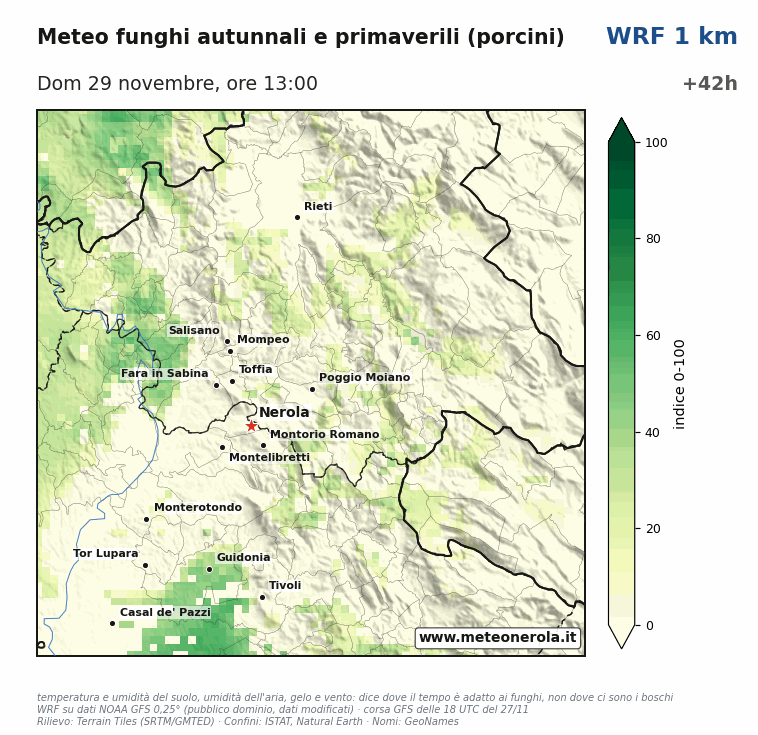 Meteo funghi autunnali e primaverili (porcini)
WRF 1 km
Dom 29 novembre, ore 13:00
+42h
Rieti
Salisano
Mompeo
Fara in Sabina
Toffia
Poggio Moiano
Nerola
Montorio Romano
Montelibretti
Monterotondo
Tor Lupara
Guidonia
Tivoli
Casal de' Pazzi
www.meteonerola.it
100
80
60
40
20
0
indice 0-100
temperatura e umidità del suolo, umidità dell'aria, gelo e vento: dice dove il tempo è adatto ai funghi, non dove ci sono i boschi
WRF su dati NOAA GFS 0,25° (pubblico dominio, dati modificati) · corsa GFS delle 18 UTC del 27/11
Rilievo: Terrain Tiles (SRTM/GMTED) · Confini: ISTAT, Natural Earth · Nomi: GeoNames